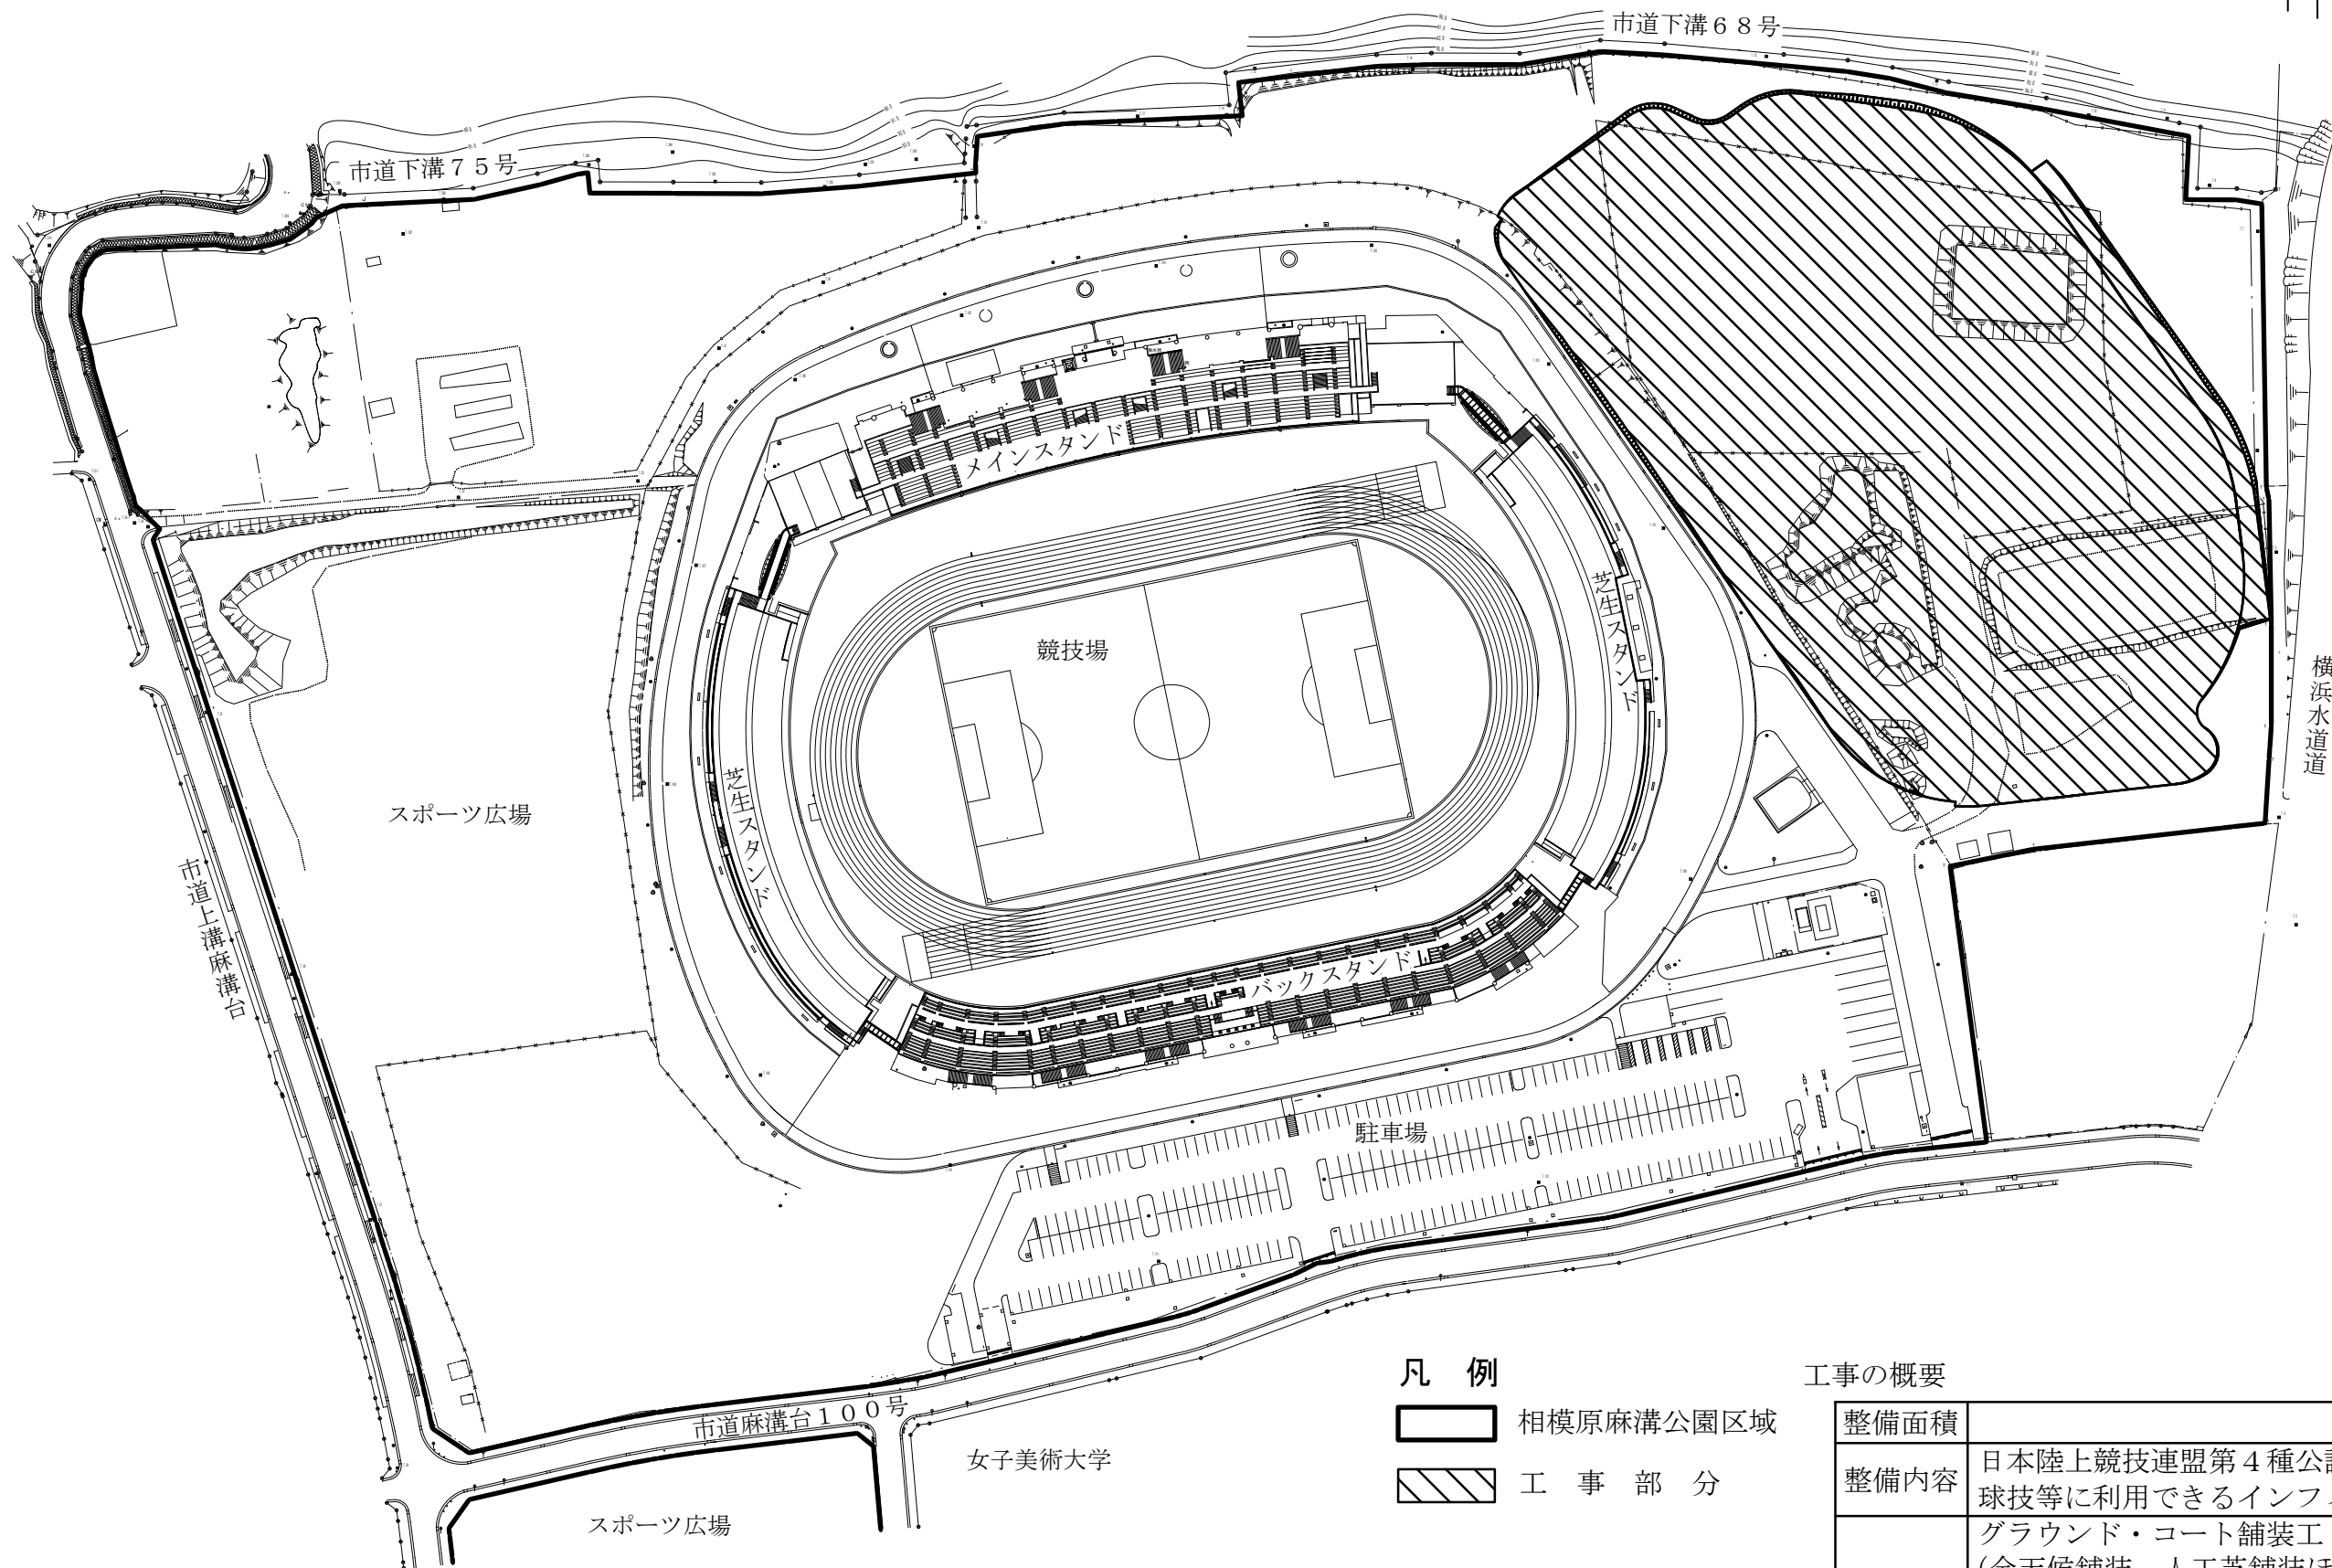 市道下溝６８号
市道下溝７５号
メインスタンド
芝生スタンド
競技場
横浜水道道
芝生スタンド
スポーツ広場
市道上溝麻溝台
バックスタンド
駐車場
市道麻溝台１００号
女子美術大学
スポーツ広場
凡　例
相模原麻溝公園区域
工　事　部　分
工事の概要
整備面積
整備内容
日本陸上競技連盟第４種公認
球技等に利用できるインフィ
グラウンド・コート舗装工